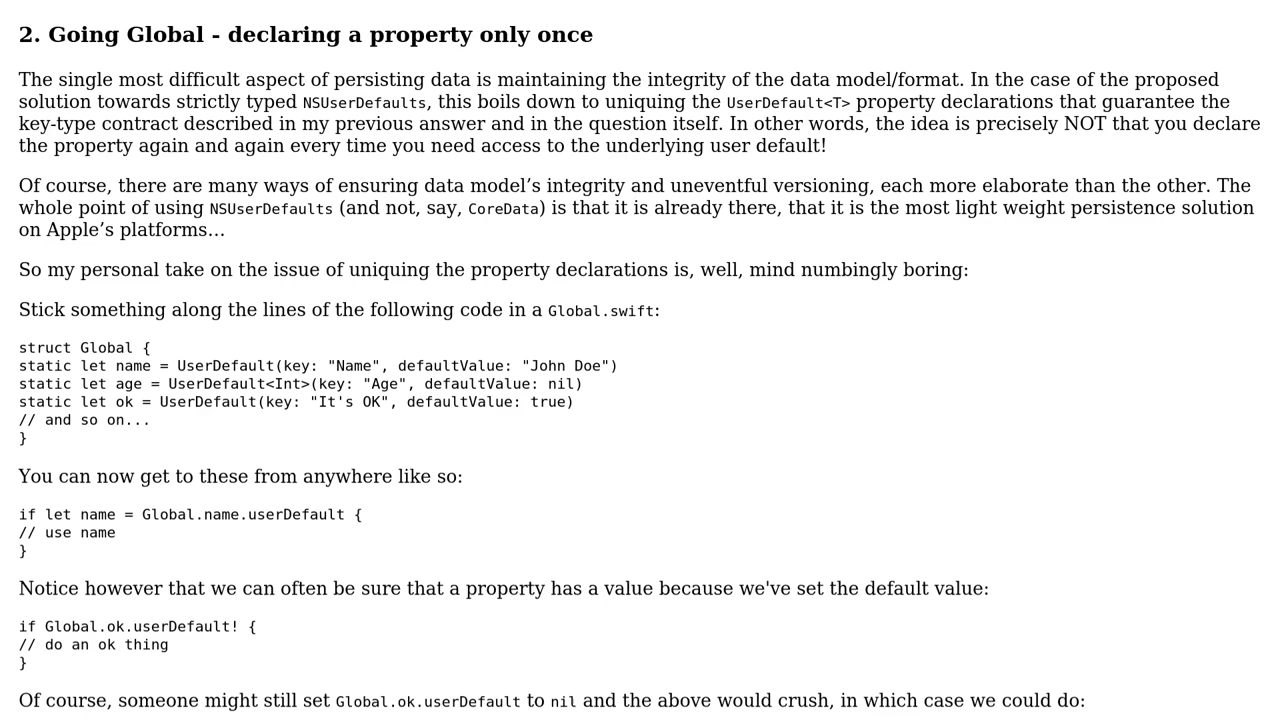 2. Going Global - declaring a property only once
The single most difficult aspect of persisting data is maintaining the integrity of the data model/format. In the case of the proposed
solution towards strictly typed NSUserDefaults, this boils down to uniquing the UserDefault<T> property declarations that guarantee the
key-type contract described in my previous answer and in the question itself. In other words, the idea is precisely NOT that you declare
the property again and again every time you need access to the underlying user default!
Of course, there are many ways of ensuring data model’s integrity and uneventful versioning, each more elaborate than the other. The
whole point of using NSUserDefaults (and not, say, CoreData) is that it is already there, that it is the most light weight persistence solution
on Apple’s platforms…
So my personal take on the issue of uniquing the property declarations is, well, mind numbingly boring:
Stick something along the lines of the following code in a Global.swift:
struct Global {
static let name = UserDefault(key: "Name", defaultValue: "John Doe")
static let age = UserDefault<Int>(key: "Age", defaultValue: nil)
static let ok = UserDefault(key: "It's OK", defaultValue: true)
// and so on...
}
You can now get to these from anywhere like so:
if let name = Global.name.userDefault {
// use name
}
Notice however that we can often be sure that a property has a value because we've set the default value:
if Global.ok.userDefault! {
// do an ok thing
}
Of course, someone might still set Global.ok.userDefault to nil and the above would crush, in which case we could do: